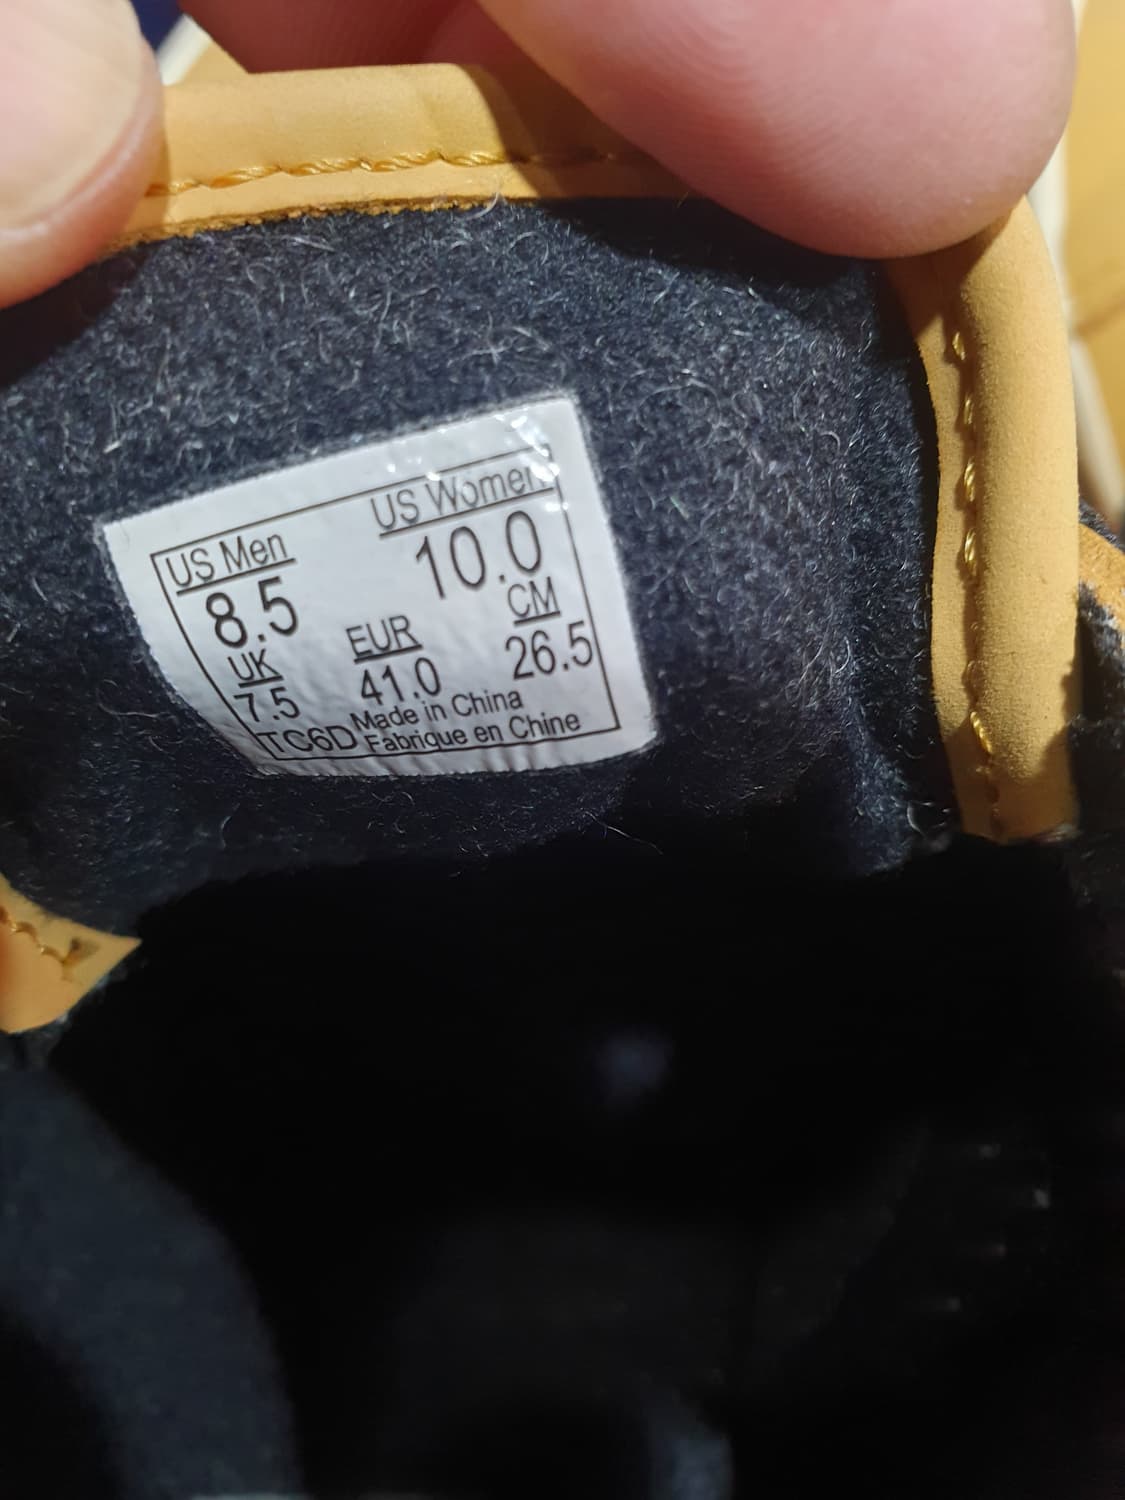 US Men US Women
8.5 10.0
UK EUR CM
7.5 41.0 26.5
TC6D Made in China
Fabrique en Chine